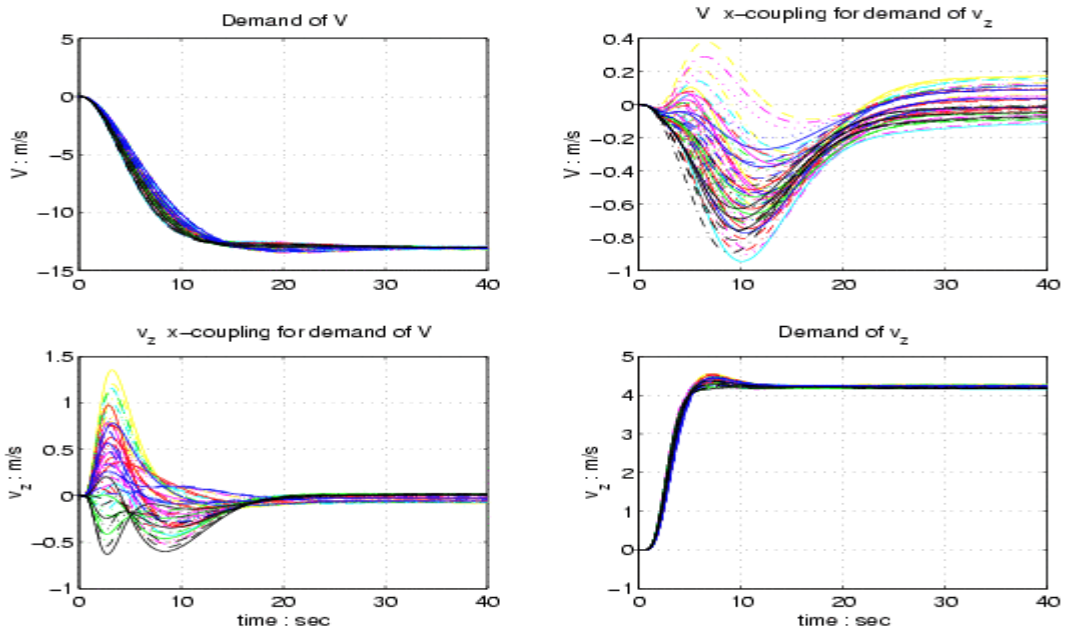 Demand of V
5
0
−5
−10
−15
V : m/s
0 10 20 30 40
V x−coupling for demand of v_z
0.4
0.2
0
−0.2
−0.4
−0.6
−0.8
−1
V : m/s
0 10 20 30 40
v_z x−coupling for demand of V
1.5
1
0.5
0
−0.5
−1
v_z : m/s
0 10 20 30 40
time : sec
Demand of v_z
5
4
3
2
1
0
−1
v_z : m/s
0 10 20 30 40
time : sec